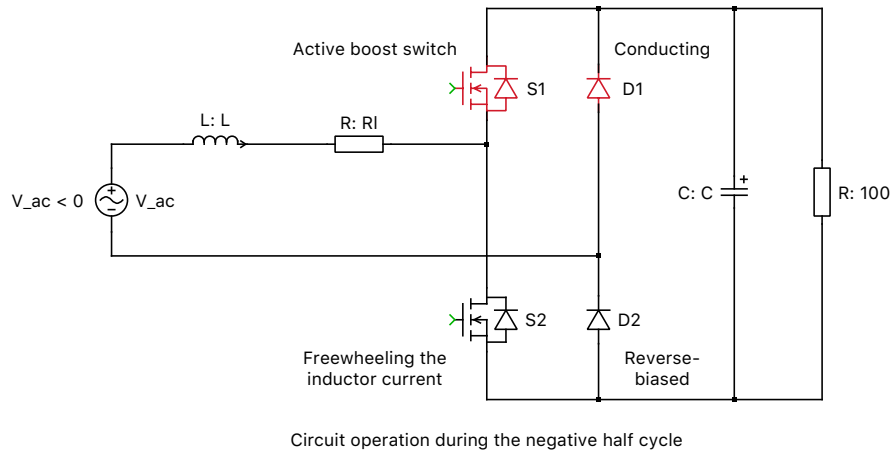 Active boost switch
Conducting
S1
D1
L: L
R: Rl
V_ac < 0
V_ac
+
C: C
R: 100
S2
D2
Freewheeling the
inductor current
Reverse-
biased
Circuit operation during the negative half cycle